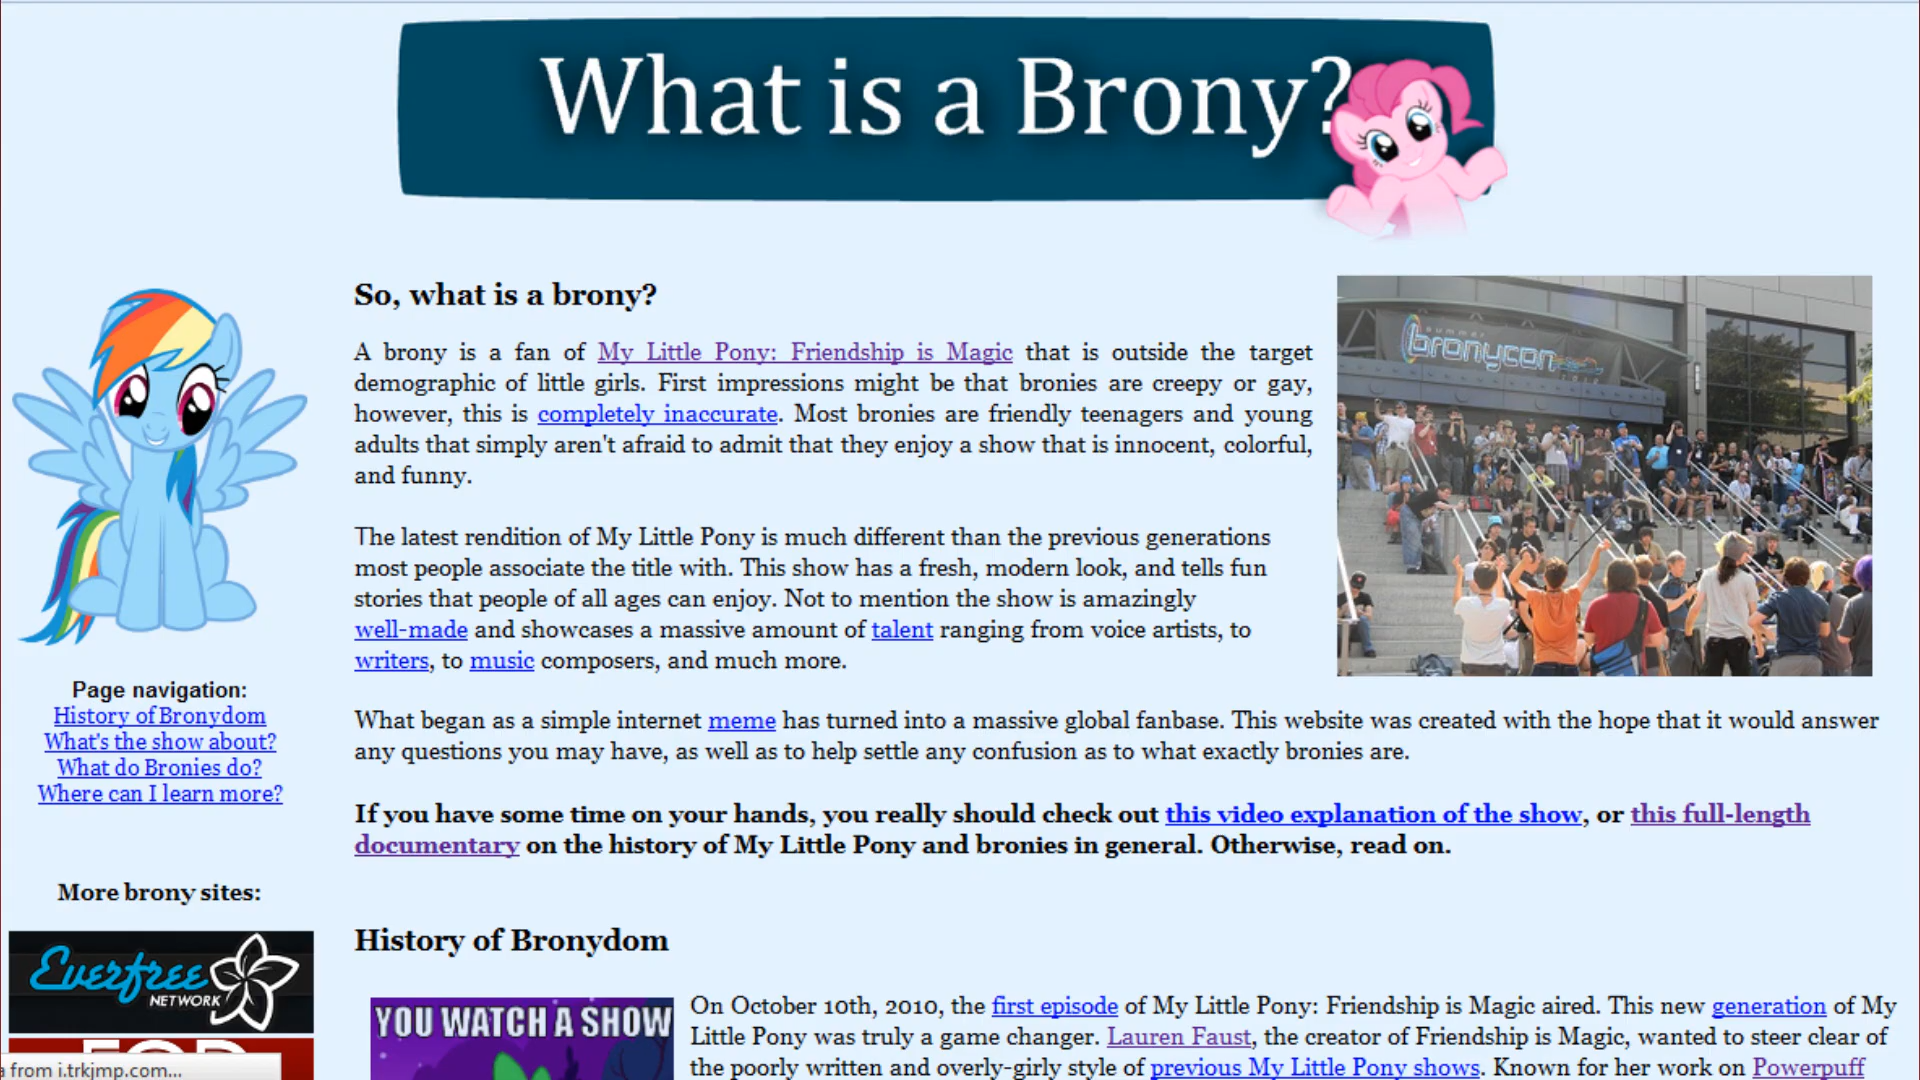 What is a Brony?
So, what is a brony?
A brony is a fan of My Little Pony: Friendship is Magic that is outside the target
demographic of little girls. First impressions might be that bronies are creepy or gay,
however, this is completely inaccurate. Most bronies are friendly teenagers and young
adults that simply aren't afraid to admit that they enjoy a show that is innocent, colorful,
and funny.
The latest rendition of My Little Pony is much different than the previous generations
most people associate the title with. This show has a fresh, modern look, and tells fun
stories that people of all ages can enjoy. Not to mention the show is amazingly
well-made and showcases a massive amount of talent ranging from voice artists, to
writers, to music composers, and much more.
summer
bronycon
2012
What began as a simple internet meme has turned into a massive global fanbase. This website was created with the hope that it would answer
any questions you may have, as well as to help settle any confusion as to what exactly bronies are.
If you have some time on your hands, you really should check out this video explanation of the show, or this full-length
documentary on the history of My Little Pony and bronies in general. Otherwise, read on.
Page navigation:
History of Bronydom
What's the show about?
What do Bronies do?
Where can I learn more?
More brony sites:
Everfree
NETWORK
History of Bronydom
YOU WATCH A SHOW
On October 10th, 2010, the first episode of My Little Pony: Friendship is Magic aired. This new generation of My
Little Pony was truly a game changer. Lauren Faust, the creator of Friendship is Magic, wanted to steer clear of
the poorly written and overly-girly style of previous My Little Pony shows. Known for her work on Powerpuff
from i.trkjmp.com...